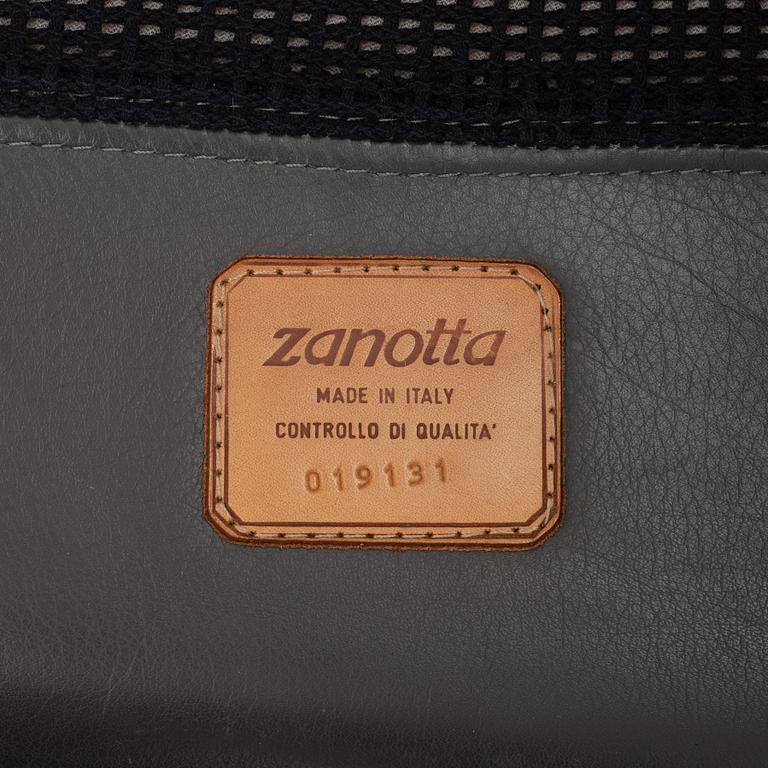 zanotta
MADE IN ITALY
CONTROLLO DI QUALITA'
019131